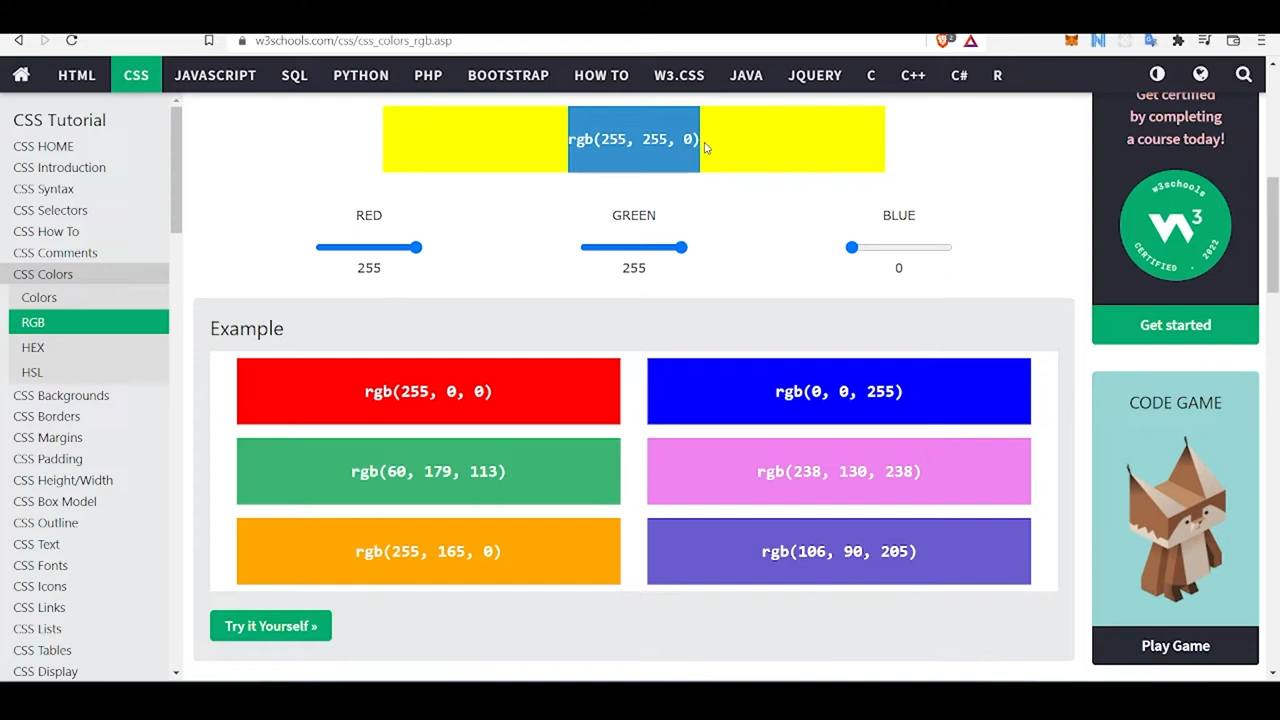 w3schools.com/css/css_colors_rgb.asp
2
HTML CSS JAVASCRIPT SQL PYTHON PHP BOOTSTRAP HOW TO W3.CSS JAVA JQUERY C C++ C# R
CSS Tutorial
CSS HOME
CSS Introduction
CSS Syntax
CSS Selectors
CSS How To
CSS Comments
CSS Colors
Colors
RGB
HEX
HSL
CSS Backgrounds
CSS Borders
CSS Margins
CSS Padding
CSS Height/Width
CSS Box Model
CSS Outline
CSS Text
CSS Fonts
CSS Icons
CSS Links
CSS Lists
CSS Tables
CSS Display
rgb(255, 255, 0)
RED GREEN BLUE
255 255 0
Example
rgb(255, 0, 0) rgb(0, 0, 255)
rgb(60, 179, 113) rgb(238, 130, 238)
rgb(255, 165, 0) rgb(106, 90, 205)
Try it Yourself »
Get certified
by completing
a course today!
w3schools
W3
CERTIFIED . 2022
Get started
CODE GAME
Play Game